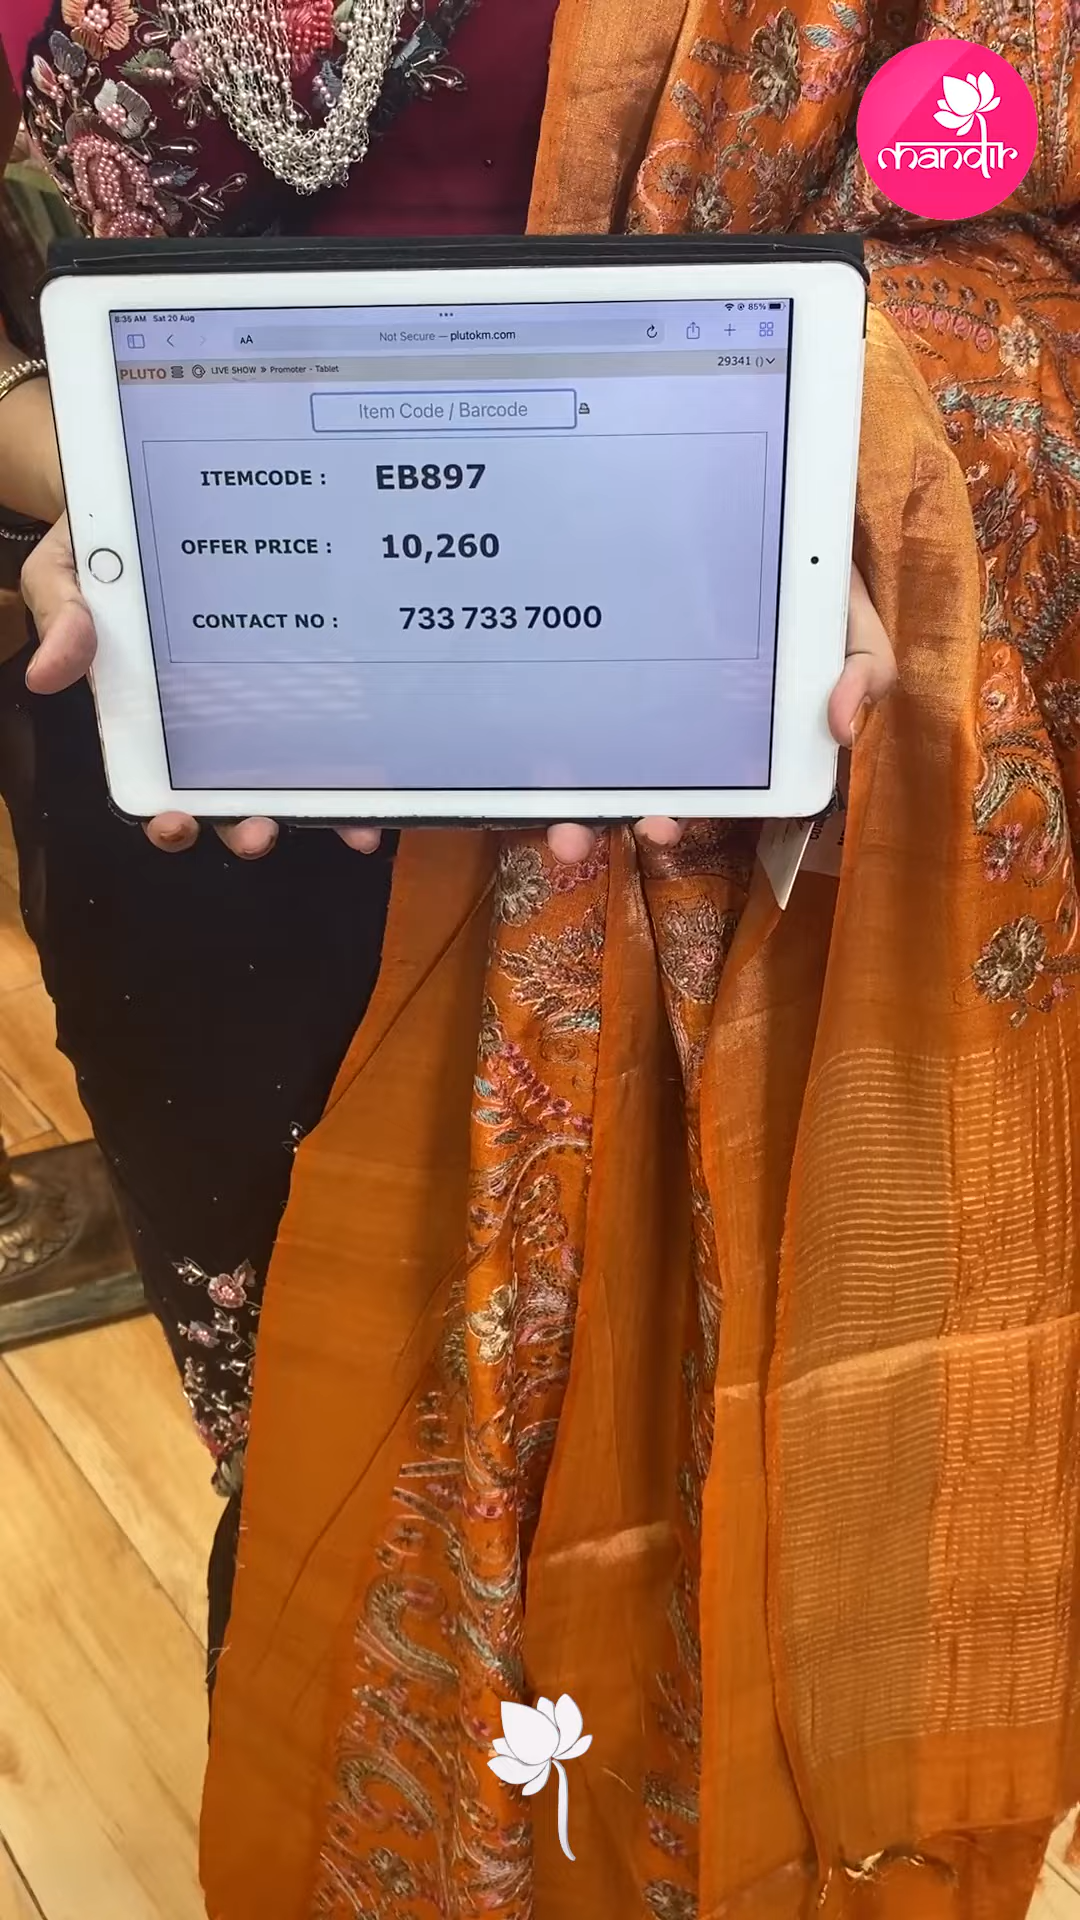 mandir
8:35 AM Sat 20 Aug
85%
AA
Not Secure — plutokm.com
PLUTO LIVE SHOW » Promoter - Tablet
29341 ()
Item Code / Barcode
ITEMCODE : EB897
OFFER PRICE : 10,260
CONTACT NO : 733 733 7000